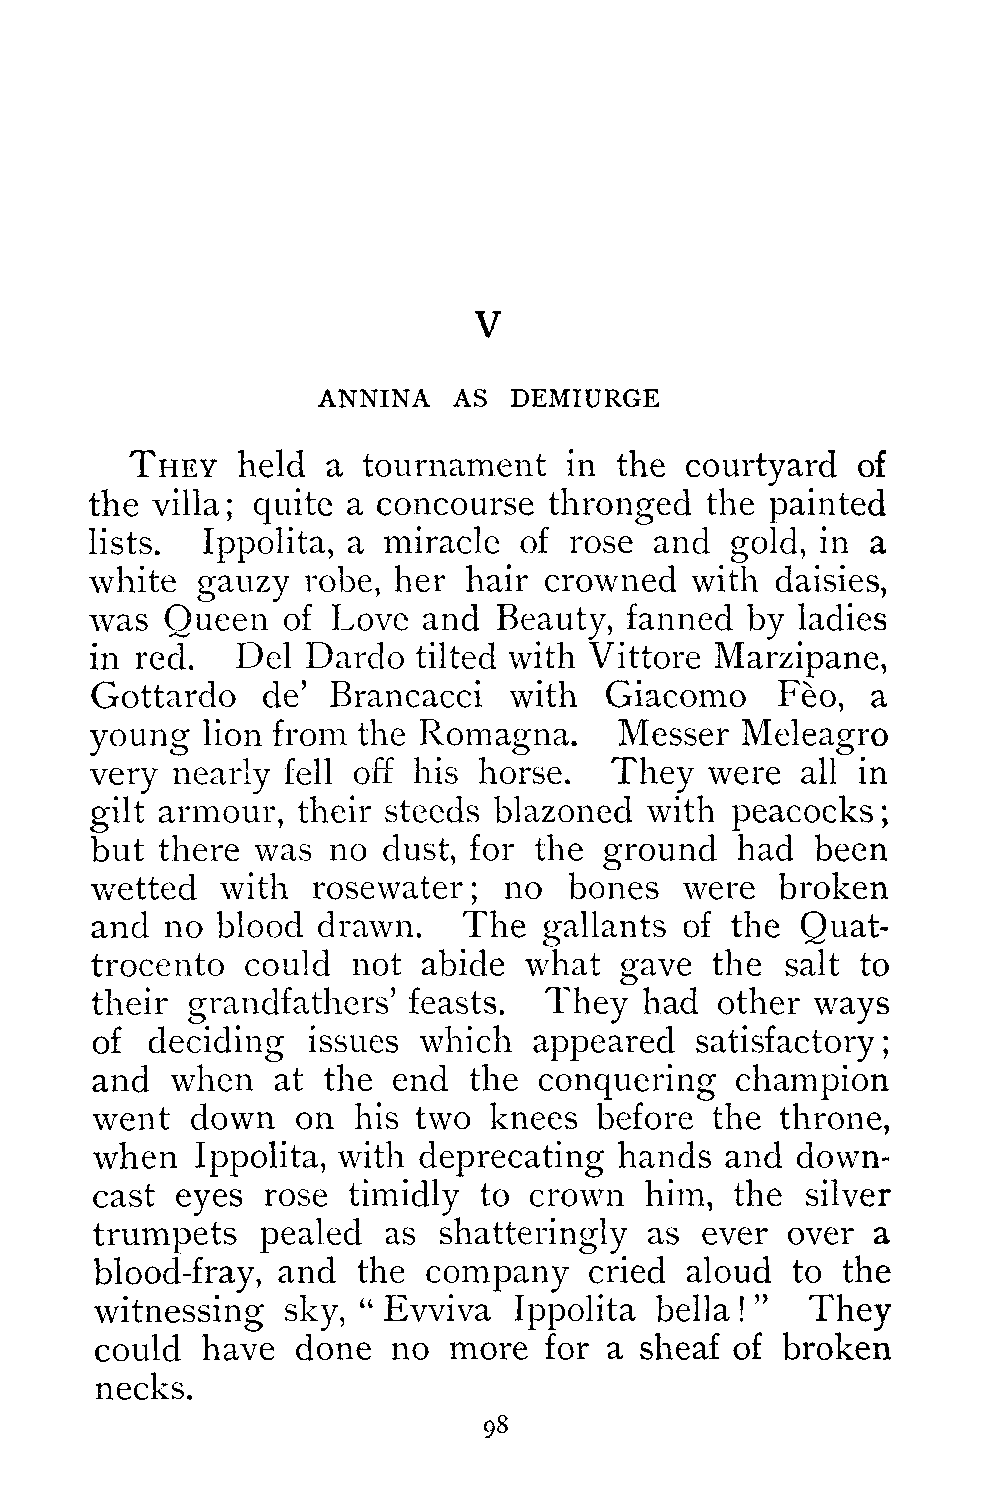 V
ANNINA AS DEMIURGE
THEY held a tournament in the courtyard of
the villa; quite a concourse thronged the painted
lists. Ippolita, a miracle of rose and gold, in a
white gauzy robe, her hair crowned with daisies,
was Queen of Love and Beauty, fanned by ladies
in red. Del Dardo tilted with Vittore Marzipane,
Gottardo de' Brancacci with Giacomo Fèo, a
young lion from the Romagna. Messer Meleagro
very nearly fell off his horse. They were all in
gilt armour, their steeds blazoned with peacocks;
but there was no dust, for the ground had been
wetted with rosewater; no bones were broken
and no blood drawn. The gallants of the Quat-
trocento could not abide what gave the salt to
their grandfathers' feasts. They had other ways
of deciding issues which appeared satisfactory;
and when at the end the conquering champion
went down on his two knees before the throne,
when Ippolita, with deprecating hands and down-
cast eyes rose timidly to crown him, the silver
trumpets pealed as shatteringly as ever over a
blood-fray, and the company cried aloud to the
witnessing sky, “Evviva Ippolita bella!” They
could have done no more for a sheaf of broken
necks.
98